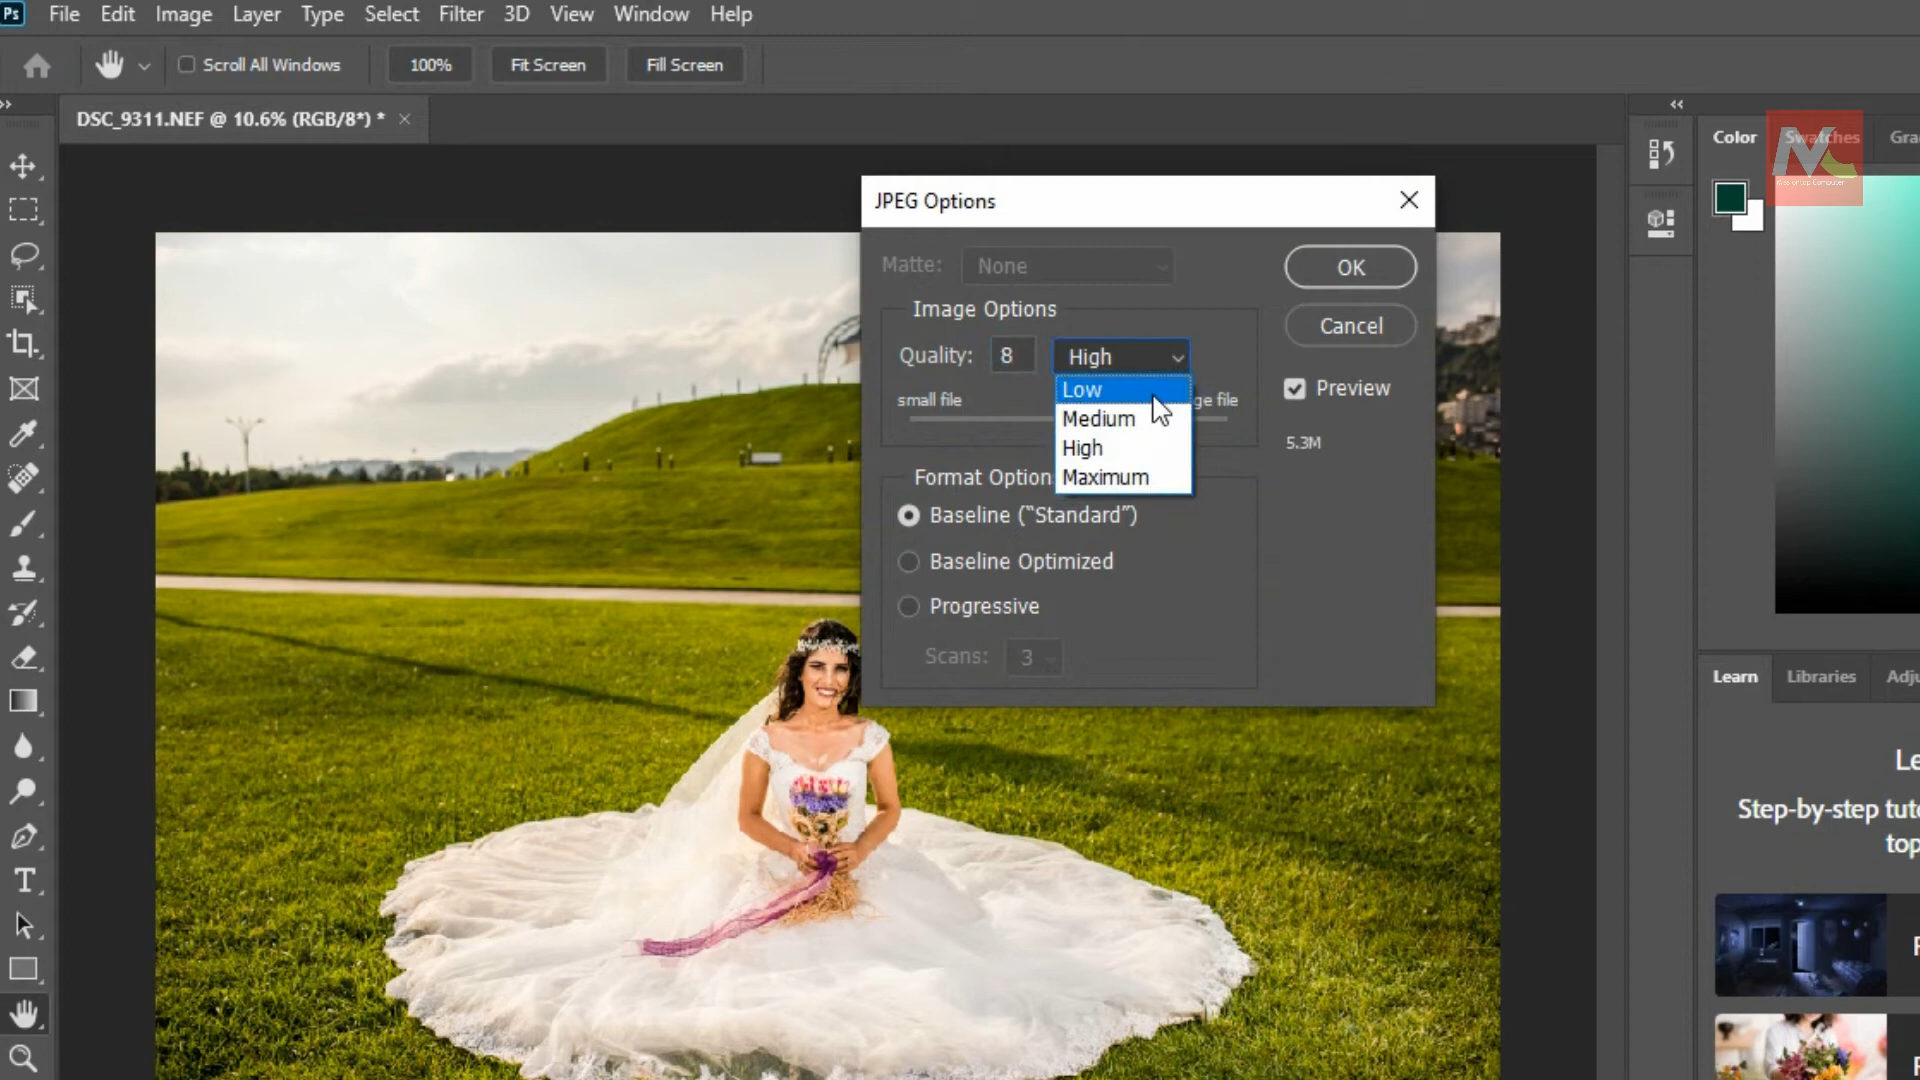 Ps File Edit Image Layer Type Select Filter 3D View Window Help
Scroll All Windows 100% Fit Screen Fill Screen
DSC_9311.NEF @ 10.6% (RGB/8*) *
Color Swatches Gra
Mc
JPEG Options
Matte: None
OK
Image Options
Cancel
Quality: 8 High
Low
Preview
small file ge file
Medium
5.3M
High
Format Option
Maximum
Baseline (“Standard”)
Baseline Optimized
Progressive
Scans: 3
Learn Libraries Adju
Le
Step-by-step tuto
top